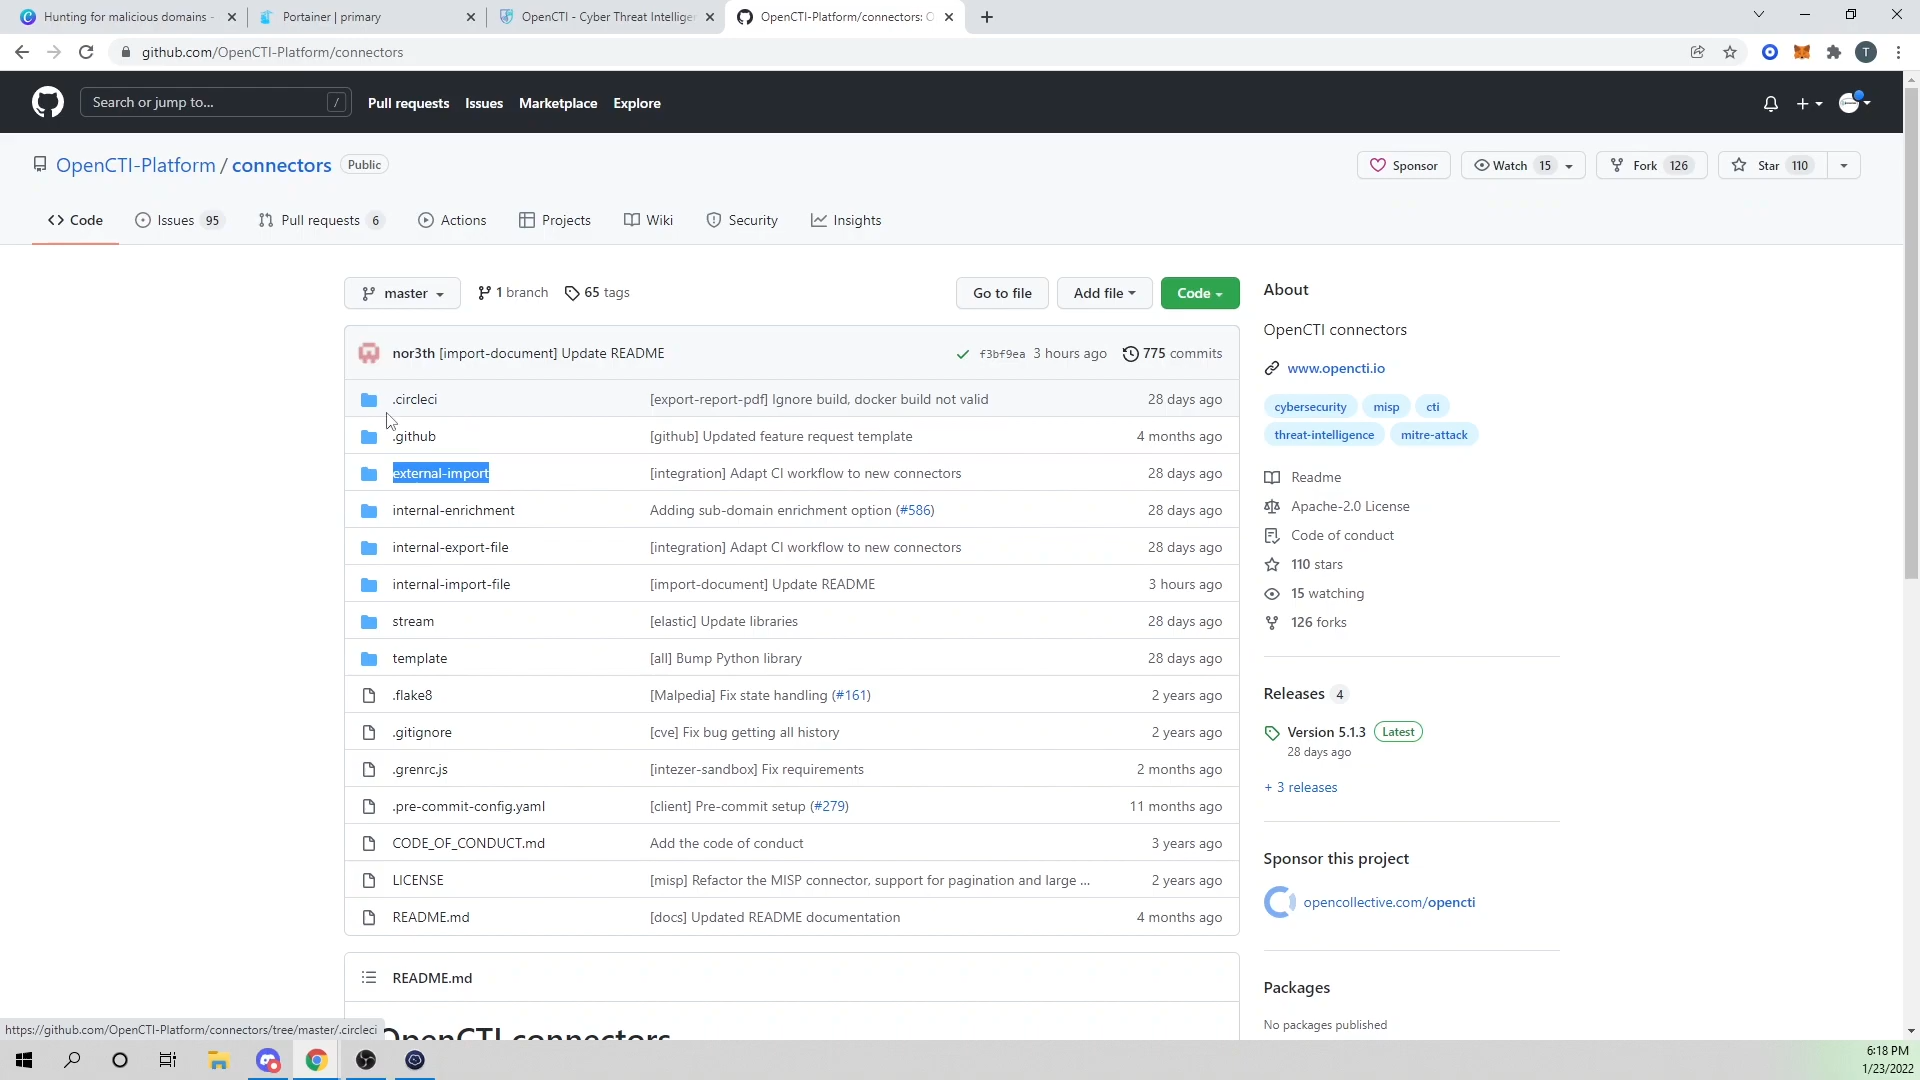 Hunting for malicious domains -
Portainer | primary
OpenCTI - Cyber Threat Intelliger
OpenCTI-Platform/connectors: O
github.com/OpenCTI-Platform/connectors
T
Search or jump to...
/
Pull requests
Issues
Marketplace
Explore
OpenCTI-Platform / connectors
Public
Sponsor
Watch 15
Fork 126
Star 110
Code
Issues 95
Pull requests 6
Actions
Projects
Wiki
Security
Insights
master
1 branch
65 tags
Go to file
Add file
Code
nor3th [import-document] Update README
f3bf9ea 3 hours ago
775 commits
.circleci
[export-report-pdf] Ignore build, docker build not valid
28 days ago
.github
[github] Updated feature request template
4 months ago
external-import
[integration] Adapt CI workflow to new connectors
28 days ago
internal-enrichment
Adding sub-domain enrichment option (#586)
28 days ago
internal-export-file
[integration] Adapt CI workflow to new connectors
28 days ago
internal-import-file
[import-document] Update README
3 hours ago
stream
[elastic] Update libraries
28 days ago
template
[all] Bump Python library
28 days ago
.flake8
[Malpedia] Fix state handling (#161)
2 years ago
.gitignore
[cve] Fix bug getting all history
2 years ago
.grenrc.js
[intezer-sandbox] Fix requirements
2 months ago
.pre-commit-config.yaml
[client] Pre-commit setup (#279)
11 months ago
CODE_OF_CONDUCT.md
Add the code of conduct
3 years ago
LICENSE
[misp] Refactor the MISP connector, support for pagination and large ...
2 years ago
README.md
[docs] Updated README documentation
4 months ago
README.md
OpenCTI connectors
About
OpenCTI connectors
www.opencti.io
cybersecurity
misp
cti
threat-intelligence
mitre-attack
Readme
Apache-2.0 License
Code of conduct
110 stars
15 watching
126 forks
Releases 4
Version 5.1.3
Latest
28 days ago
+ 3 releases
Sponsor this project
opencollective.com/opencti
Packages
No packages published
https://github.com/OpenCTI-Platform/connectors/tree/master/.circleci
6:18 PM
1/23/2022